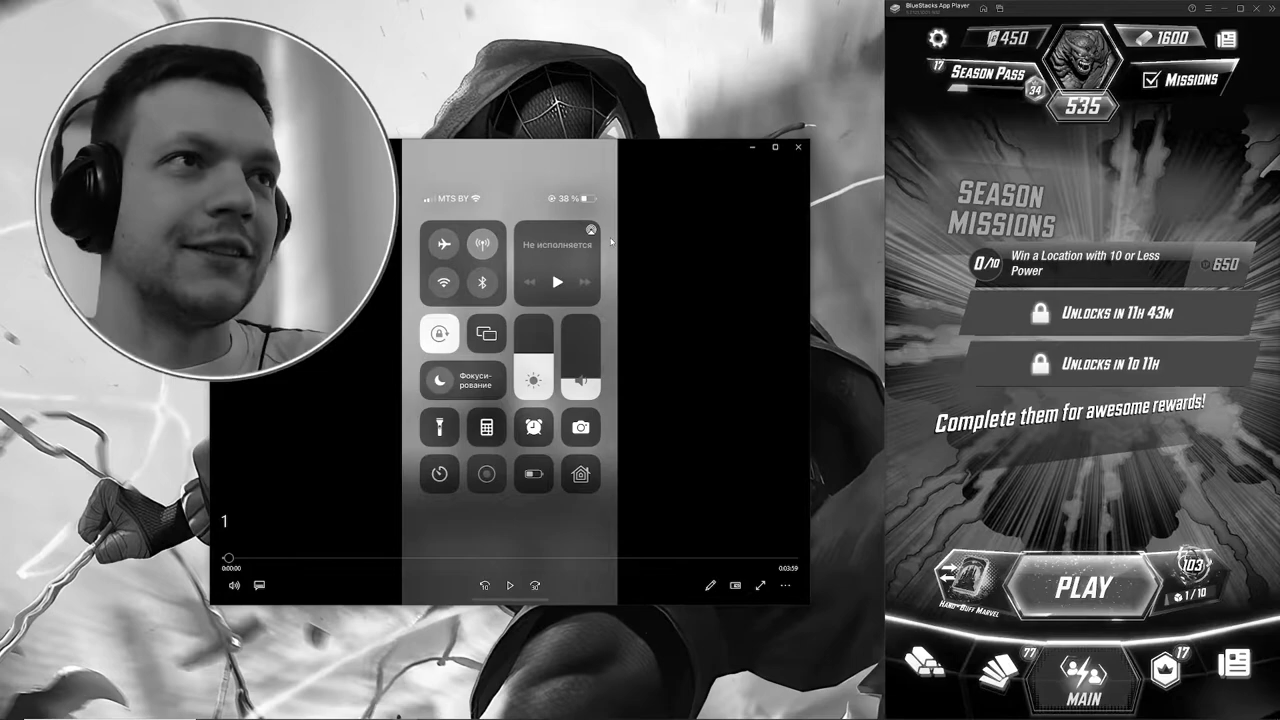 BlueStacks App Player
450
1600
17
SEASON PASS
34
MISSIONS
535
MTS BY
38 %
Не исполняется
Фокуси-
рование
1
0:00:00
0:03:59
10
30
SEASON
MISSIONS
0/10
Win a Location with 10 or Less
Power
650
UNLOCKS IN 11H 43M
UNLOCKS IN 1D 11H
Complete them for awesome rewards!
HAND-BUFF MARVEL
PLAY
103
1/10
77
MAIN
17